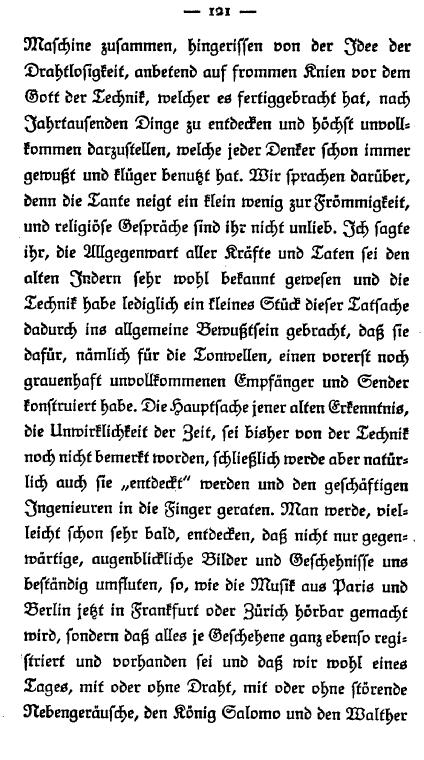 — 121 —
Maschine zusammen, hingerissen von der Idee der
Drahtlosigkeit, anbetend auf frommen Knien vor dem
Gott der Technik, welcher es fertiggebracht hat, nach
Jahrtausenden Dinge zu entdecken und höchst unvoll-
kommen darzustellen, welche jeder Denker schon immer
gewußt und klüger benutzt hat. Wir sprachen darüber,
denn die Tante neigt ein klein wenig zur Frömmigkeit,
und religiöse Gespräche sind ihr nicht unlieb. Ich sagte
ihr, die Allgegenwart aller Kräfte und Taten sei den
alten Indern sehr wohl bekannt gewesen und die
Technik habe lediglich ein kleines Stück dieser Tatsache
dadurch ins allgemeine Bewußtsein gebracht, daß sie
dafür, nämlich für die Tonwellen, einen vorerst noch
grauenhaft unvollkommenen Empfänger und Sender
konstruiert habe. Die Hauptsache jener alten Erkenntnis,
die Unwirklichkeit der Zeit, sei bisher von der Technik
noch nicht bemerkt worden, schließlich werde aber natür-
lich auch sie „entdeckt“ werden und den geschäftigen
Ingenieuren in die Finger geraten. Man werde, viel-
leicht schon sehr bald, entdecken, daß nicht nur gegen-
wärtige, augenblickliche Bilder und Geschehnisse uns
beständig umfluten, so, wie die Musik aus Paris und
Berlin jetzt in Frankfurt oder Zürich hörbar gemacht
wird, sondern daß alles je Geschehene ganz ebenso regi-
striert und vorhanden sei und daß wir wohl eines
Tages, mit oder ohne Draht, mit oder ohne störende
Nebengeräusche, den König Salomo und den Walther